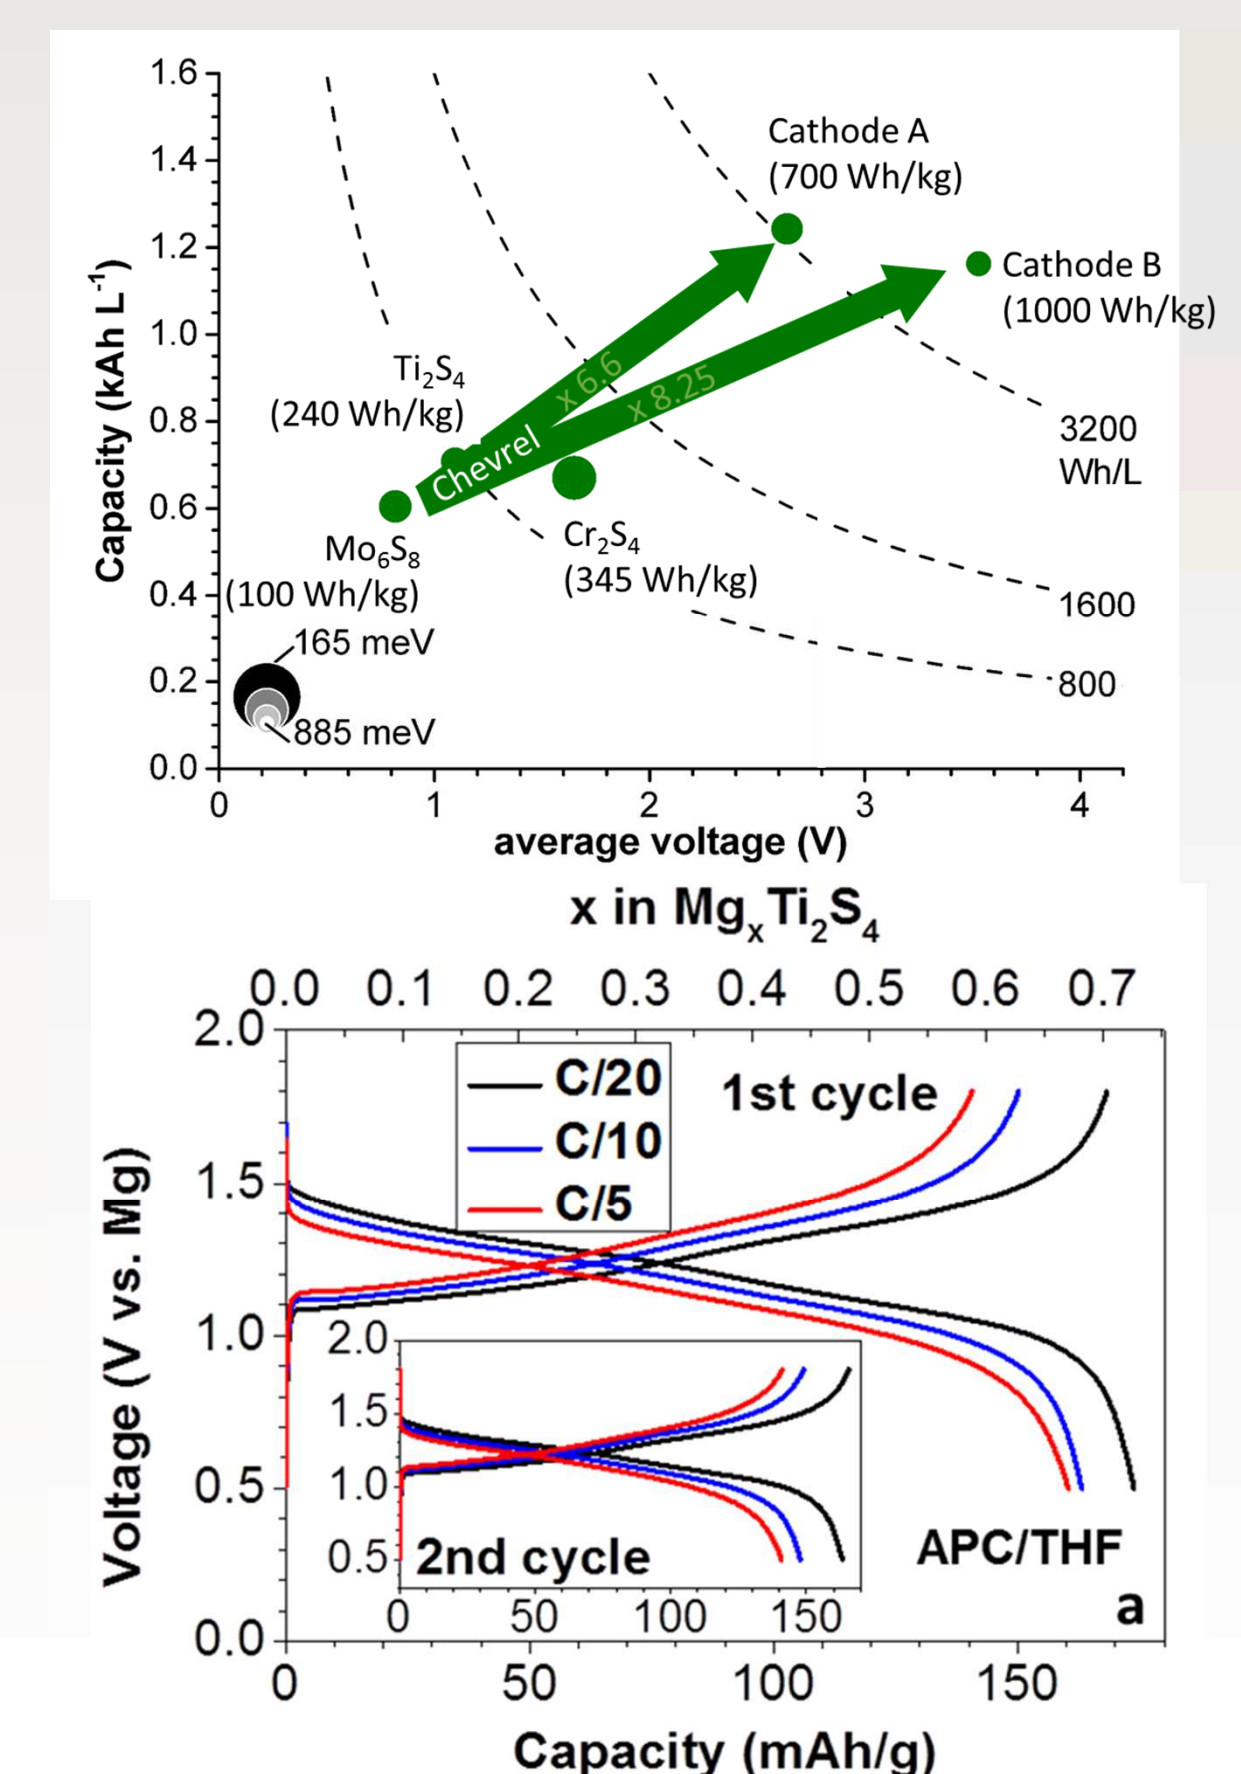 1.6
1.4
1.2
1.0
0.8
0.6
0.4
0.2
0.0
Capacity (kAh L⁻¹)
Cathode A
(700 Wh/kg)
Cathode B
(1000 Wh/kg)
Ti₂S₄
(240 Wh/kg)
x 6.6
x 8.25
Chevrel
3200
Wh/L
Mo₆S₈
(100 Wh/kg)
Cr₂S₄
(345 Wh/kg)
1600
165 meV
800
885 meV
0 1 2 3 4
average voltage (V)
x in MgₓTi₂S₄
0.0 0.1 0.2 0.3 0.4 0.5 0.6 0.7
2.0
1.5
1.0
0.5
0.0
Voltage (V vs. Mg)
C/20
C/10
C/5
1st cycle
2.0
1.5
1.0
0.5
2nd cycle
0 50 100 150
APC/THF
a
0 50 100 150
Capacity (mAh/g)